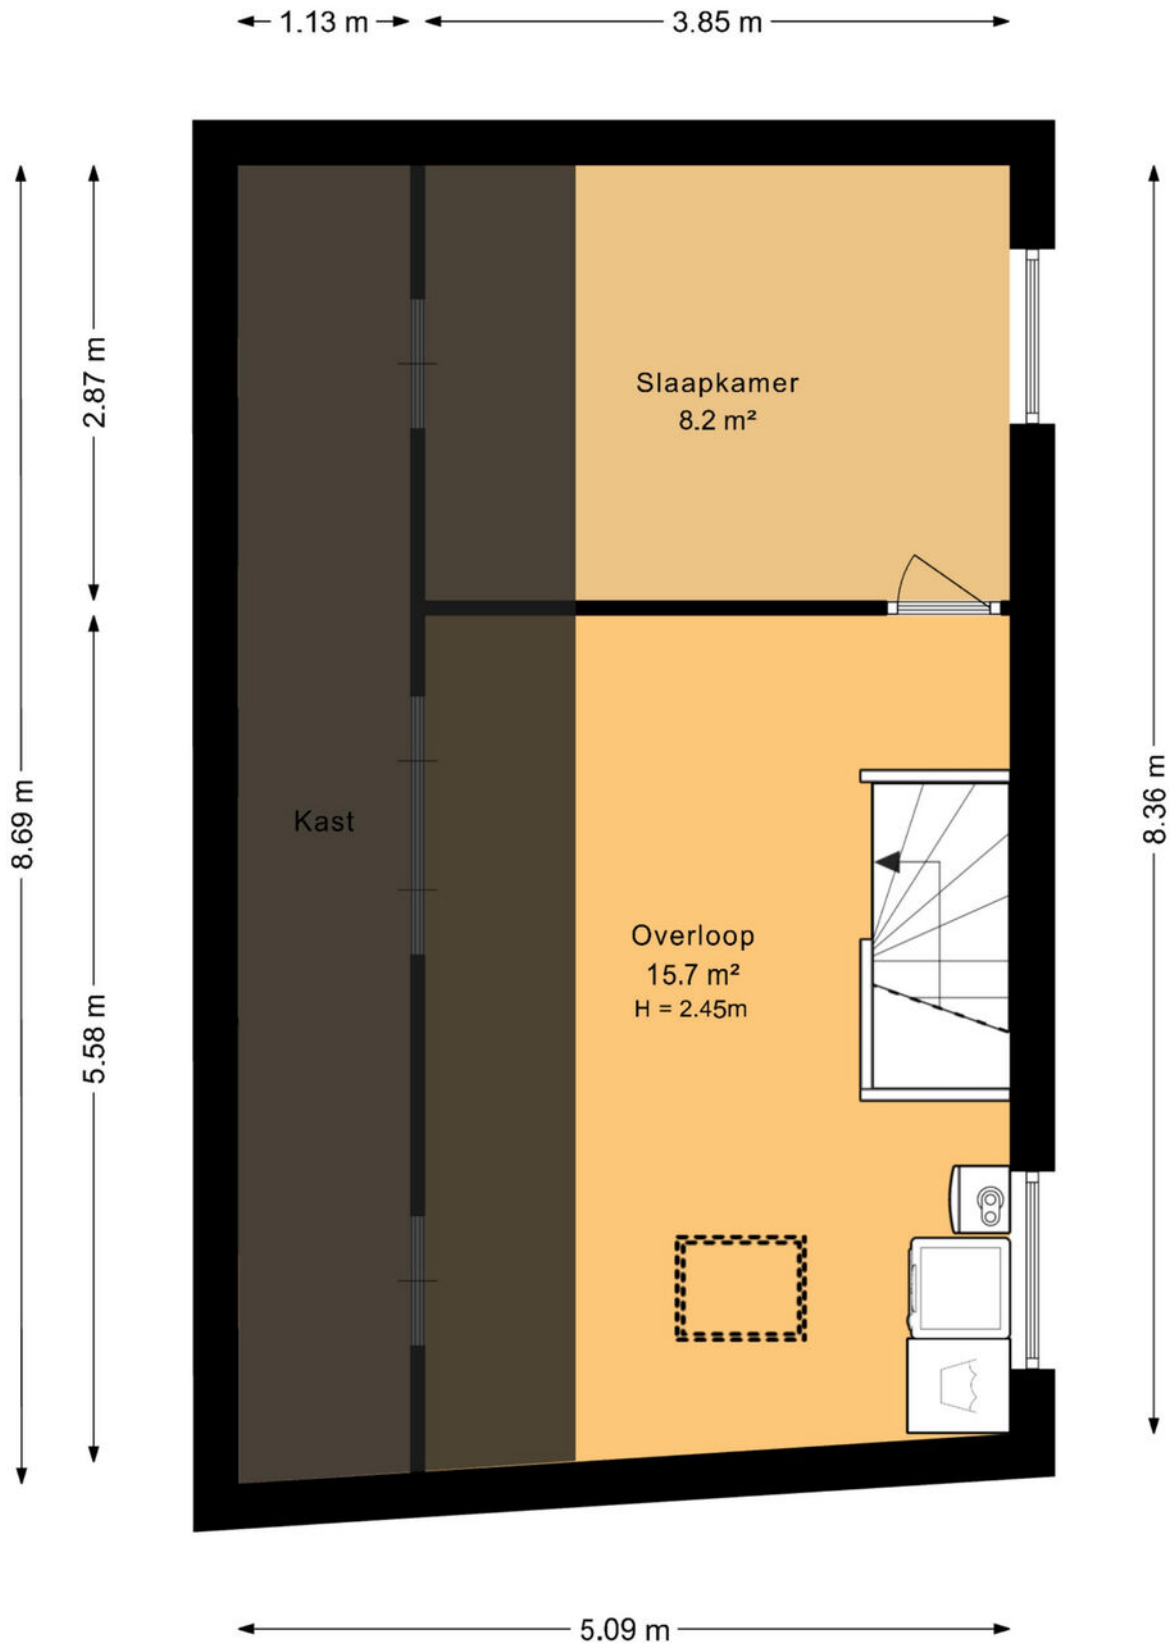 1.13 m
3.85 m
2.87 m
Slaapkamer
8.2 m²
8.69 m
8.36 m
Kast
Overloop
15.7 m²
H = 2.45m
5.58 m
5.09 m